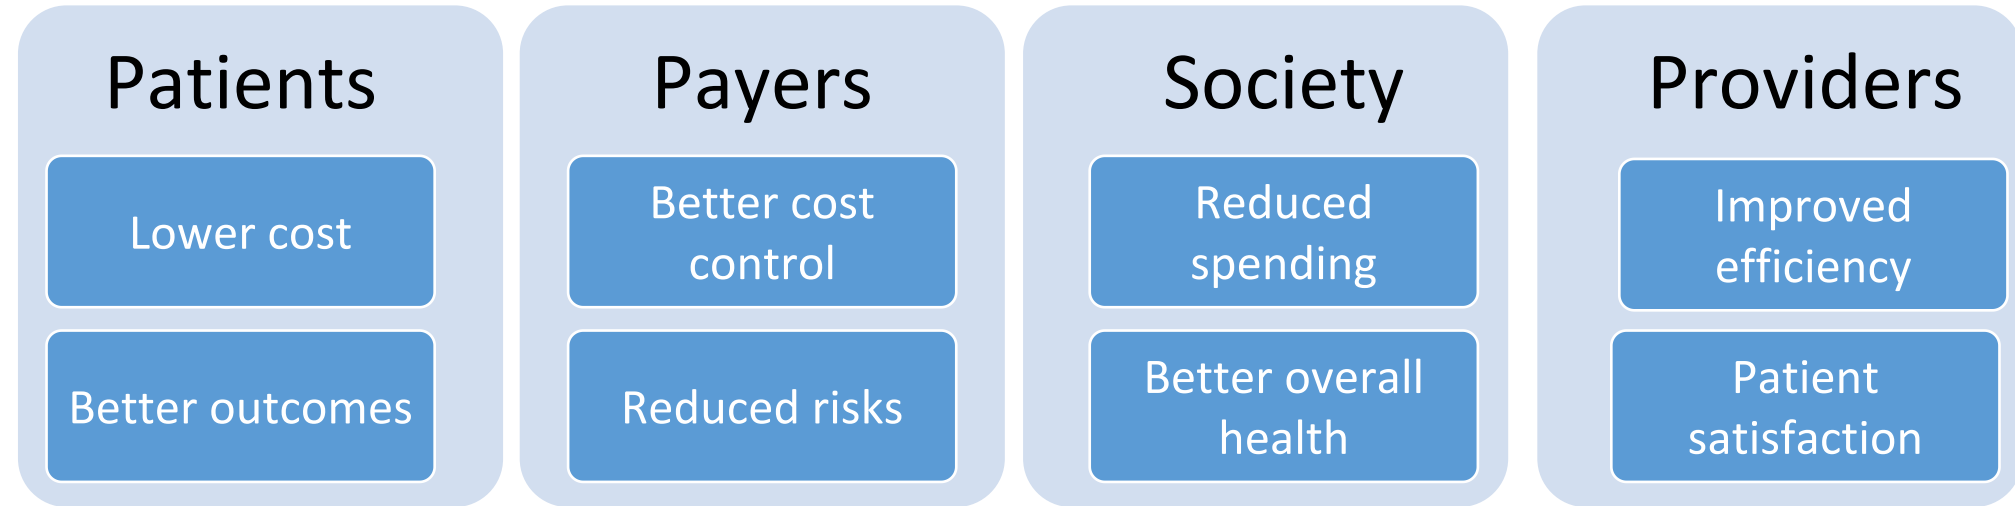 Patients
Lower cost
Better outcomes
Payers
Better cost
control
Reduced risks
Society
Reduced
spending
Better overall
health
Providers
Improved
efficiency
Patient
satisfaction